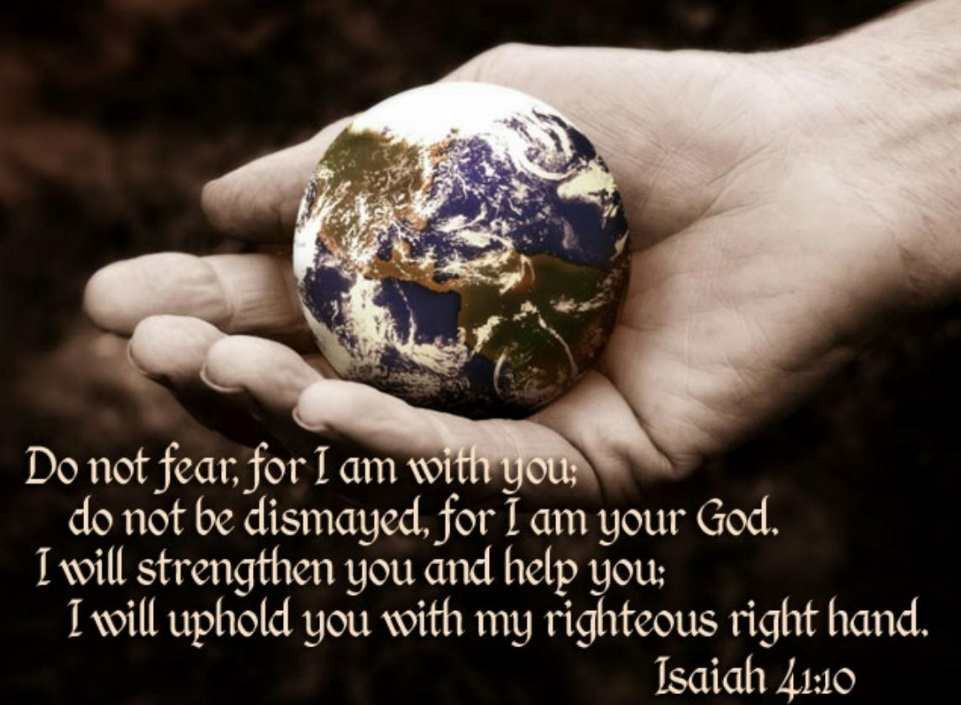 Do not fear, for I am with you;
do not be dismayed, for I am your God.
I will strengthen you and help you;
I will uphold you with my righteous right hand.
Isaiah 41:10